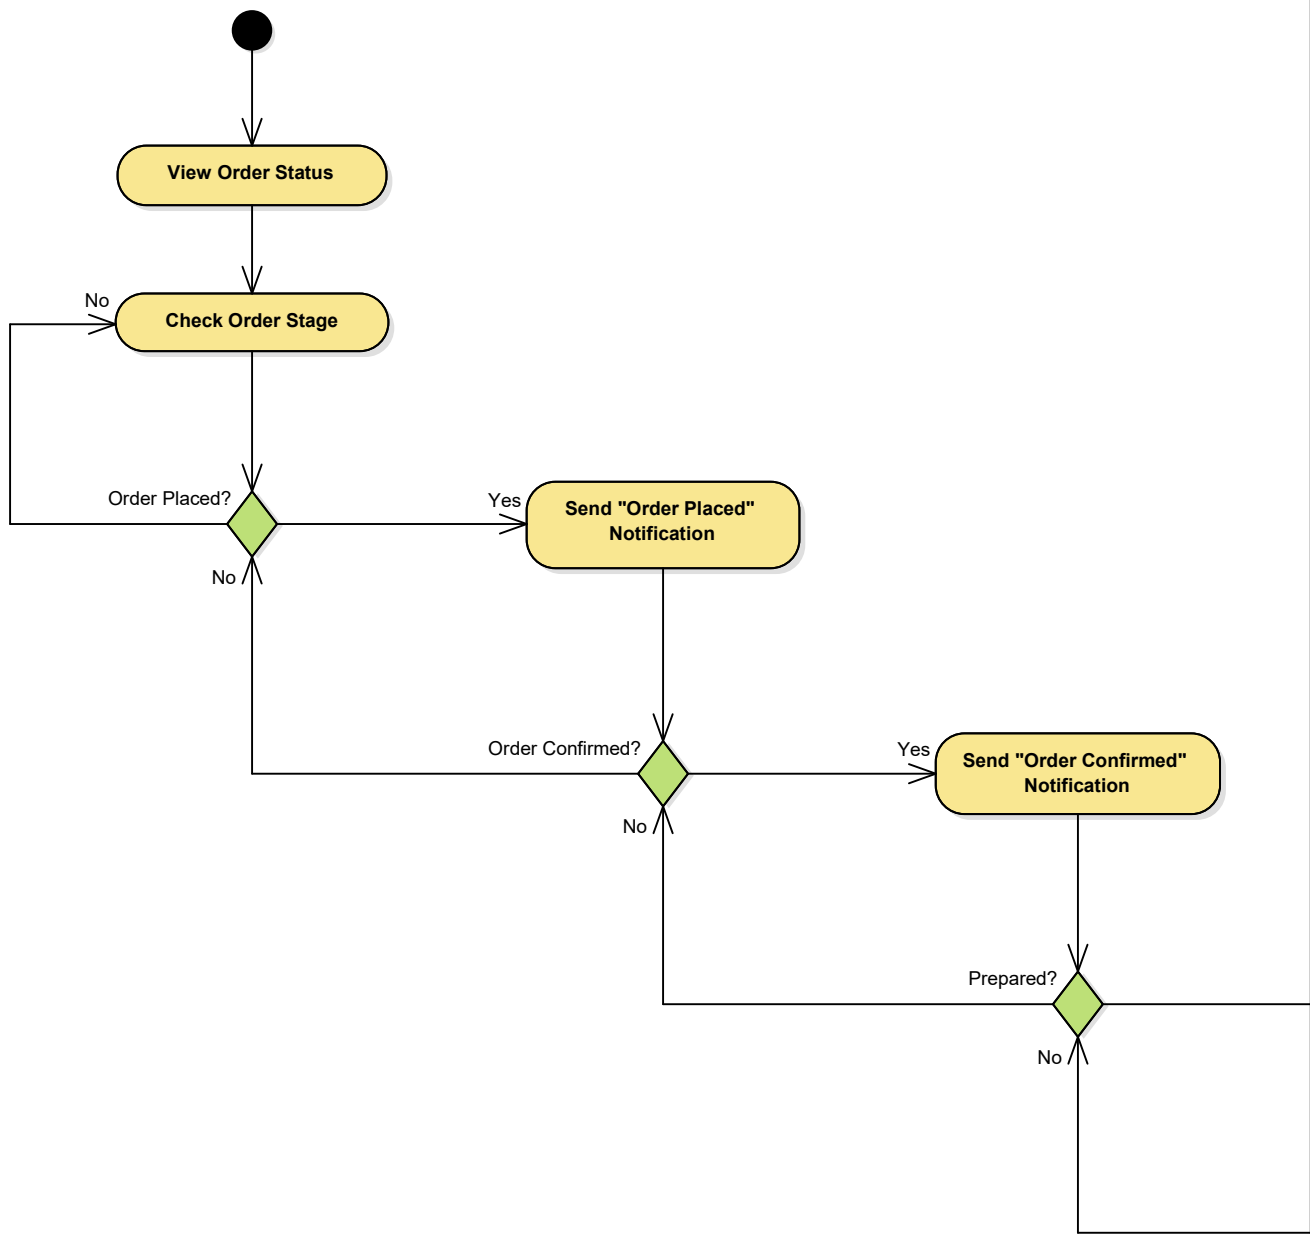 View Order Status
No
Check Order Stage
Order Placed?
Yes
Send "Order Placed"
Notification
No
Order Confirmed?
Yes
Send "Order Confirmed"
Notification
No
Prepared?
No